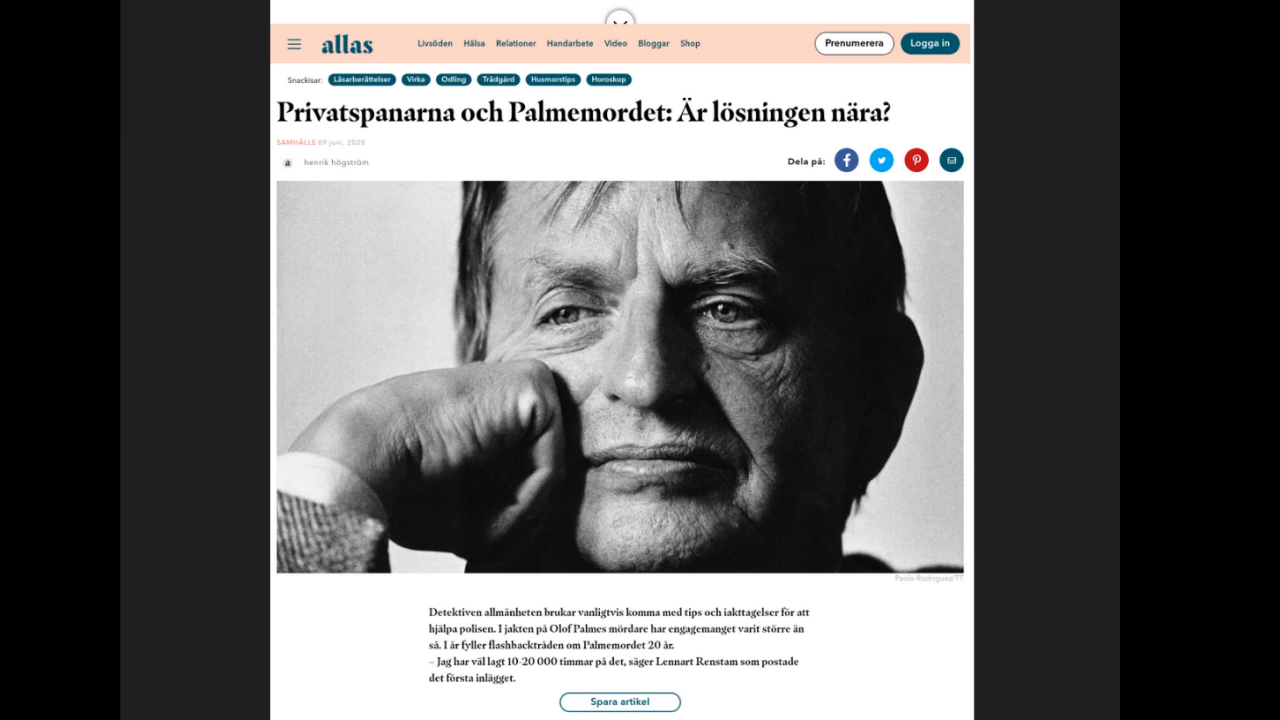 allas
Livsöden Hälsa Relationer Handarbete Video Bloggar Shop
Prenumerera Logga in
Snackisar: Läsarberättelser Virka Odling Trädgård Husmorstips Horoskop
Privatspanarna och Palmemordet: Är lösningen nära?
SAMHÄLLE 09 juni, 2020
henrik högström
Dela på:
Paolo Rodriguez/TT
Detektiven allmänheten brukar vanligtvis komma med tips och iakttagelser för att
hjälpa polisen. I jakten på Olof Palmes mördare har engagemanget varit större än
så. I år fyller flashbacktråden om Palmemordet 20 år.
– Jag har väl lagt 10-20 000 timmar på det, säger Lennart Renstam som postade
det första inlägget.
Spara artikel